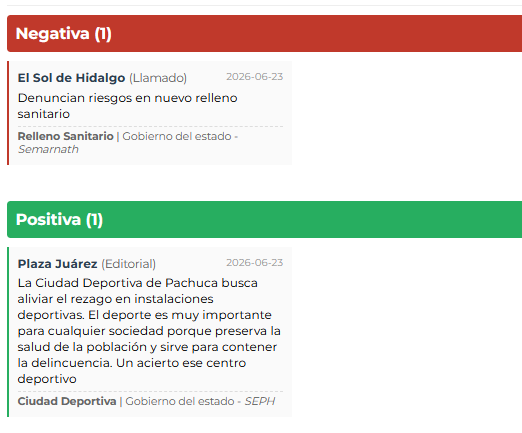 Negativa (1)
El Sol de Hidalgo (Llamado) 2026-06-23
Denuncian riesgos en nuevo relleno
sanitario
Relleno Sanitario | Gobierno del estado -
Semarnath
Positiva (1)
Plaza Juárez (Editorial) 2026-06-23
La Ciudad Deportiva de Pachuca busca
aliviar el rezago en instalaciones
deportivas. El deporte es muy importante
para cualquier sociedad porque preserva la
salud de la población y sirve para contener
la delincuencia. Un acierto ese centro
deportivo
Ciudad Deportiva | Gobierno del estado - SEPH